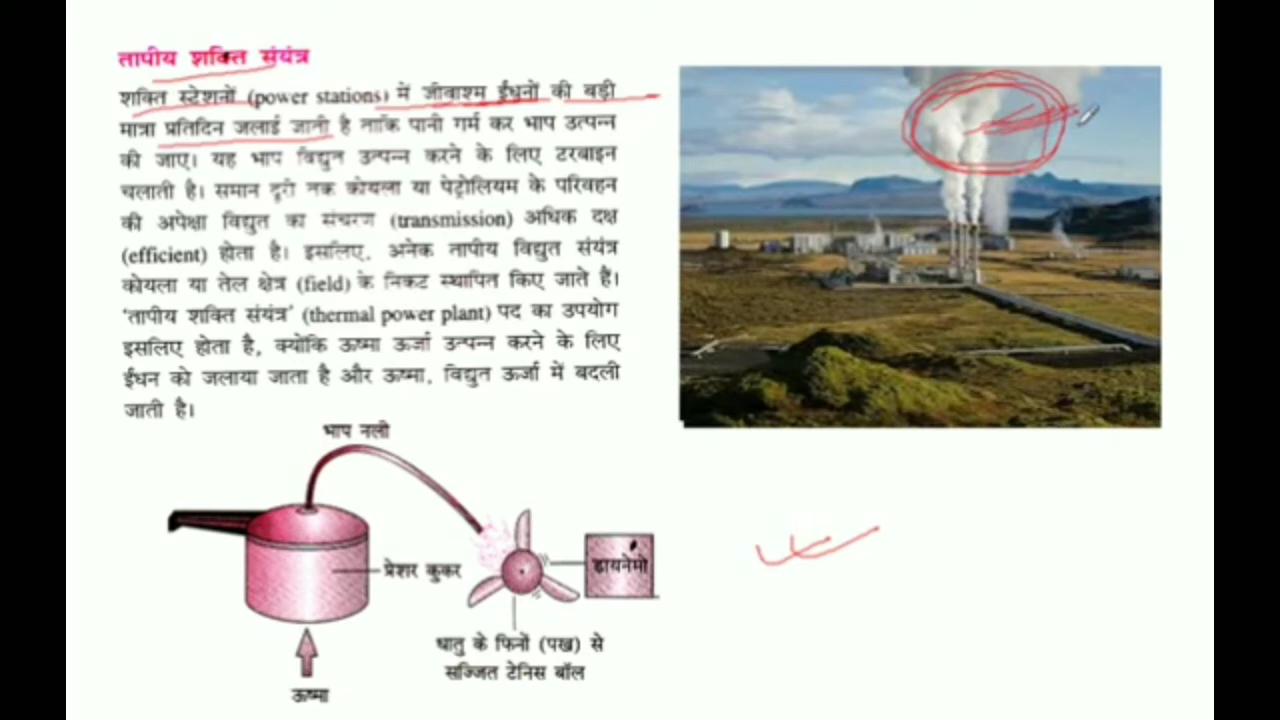 तापीय शक्ति संयंत्र
शक्ति स्टेशनों (power stations) में जीवाश्म ईंधनों की बड़ी
मात्रा प्रतिदिन जलाई जाती है ताकि पानी गर्म कर भाप उत्पन्न
की जाए। यह भाप विद्युत उत्पन्न करने के लिए टरबाइन
चलाती है। समान दूरी तक कोयला या पेट्रोलियम के परिवहन
की अपेक्षा विद्युत का संचरण (transmission) अधिक दक्ष
(efficient) होता है। इसलिए, अनेक तापीय विद्युत संयंत्र
कोयला या तेल क्षेत्र (field) के निकट स्थापित किए जाते हैं।
'तापीय शक्ति संयंत्र' (thermal power plant) पद का उपयोग
इसलिए होता है, क्योंकि ऊष्मा ऊर्जा उत्पन्न करने के लिए
ईंधन को जलाया जाता है और ऊष्मा, विद्युत ऊर्जा में बदली
जाती है।
भाप नली
प्रेशर कुकर
डायनेमो
धातु के फिनों (पंख) से
सज्जित टेनिस बॉल
ऊष्मा